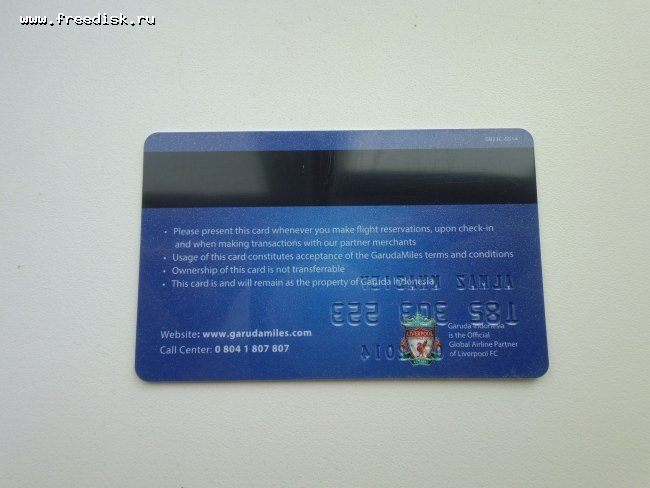 www.freedisk.ru
• Please present this card whenever you make flight reservations, upon check-in
and when making transactions with our partner merchants
• Usage of this card constitutes acceptance of the GarudaMiles terms and conditions
• Ownership of this card is not transferrable
• This card is and will remain as the property of Garuda Indonesia
Website: www.garudamiles.com
Call Center: 0 804 1 807 807
LIVERPOOL
Garuda Indonesia
is the Official
Global Airline Partner
of Liverpool FC